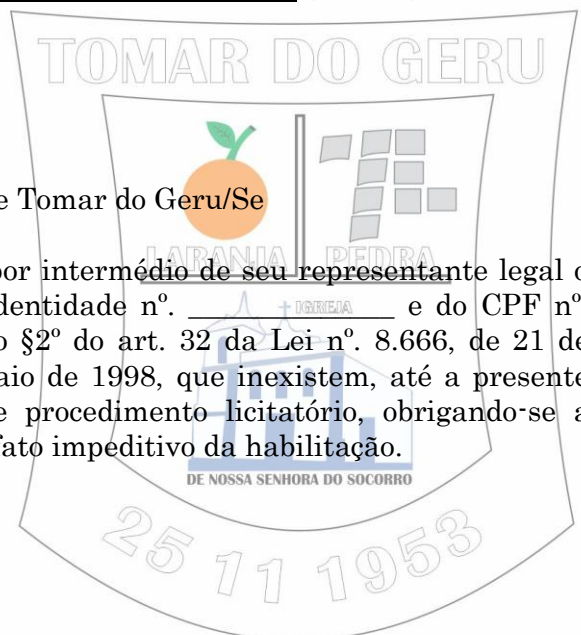 TOMAR DO GERU
e Tomar do Geru/Se
LARANJA PEDRA
por intermédio de seu representante legal o
dentidade nº. _______________ e do CPF nº
IGREJA
o §2º do art. 32 da Lei nº. 8.666, de 21 de
aio de 1998, que inexistem, até a presente
e procedimento licitatório, obrigando-se a
fato impeditivo da habilitação.
DE NOSSA SENHORA DO SOCORRO
25 11 1953